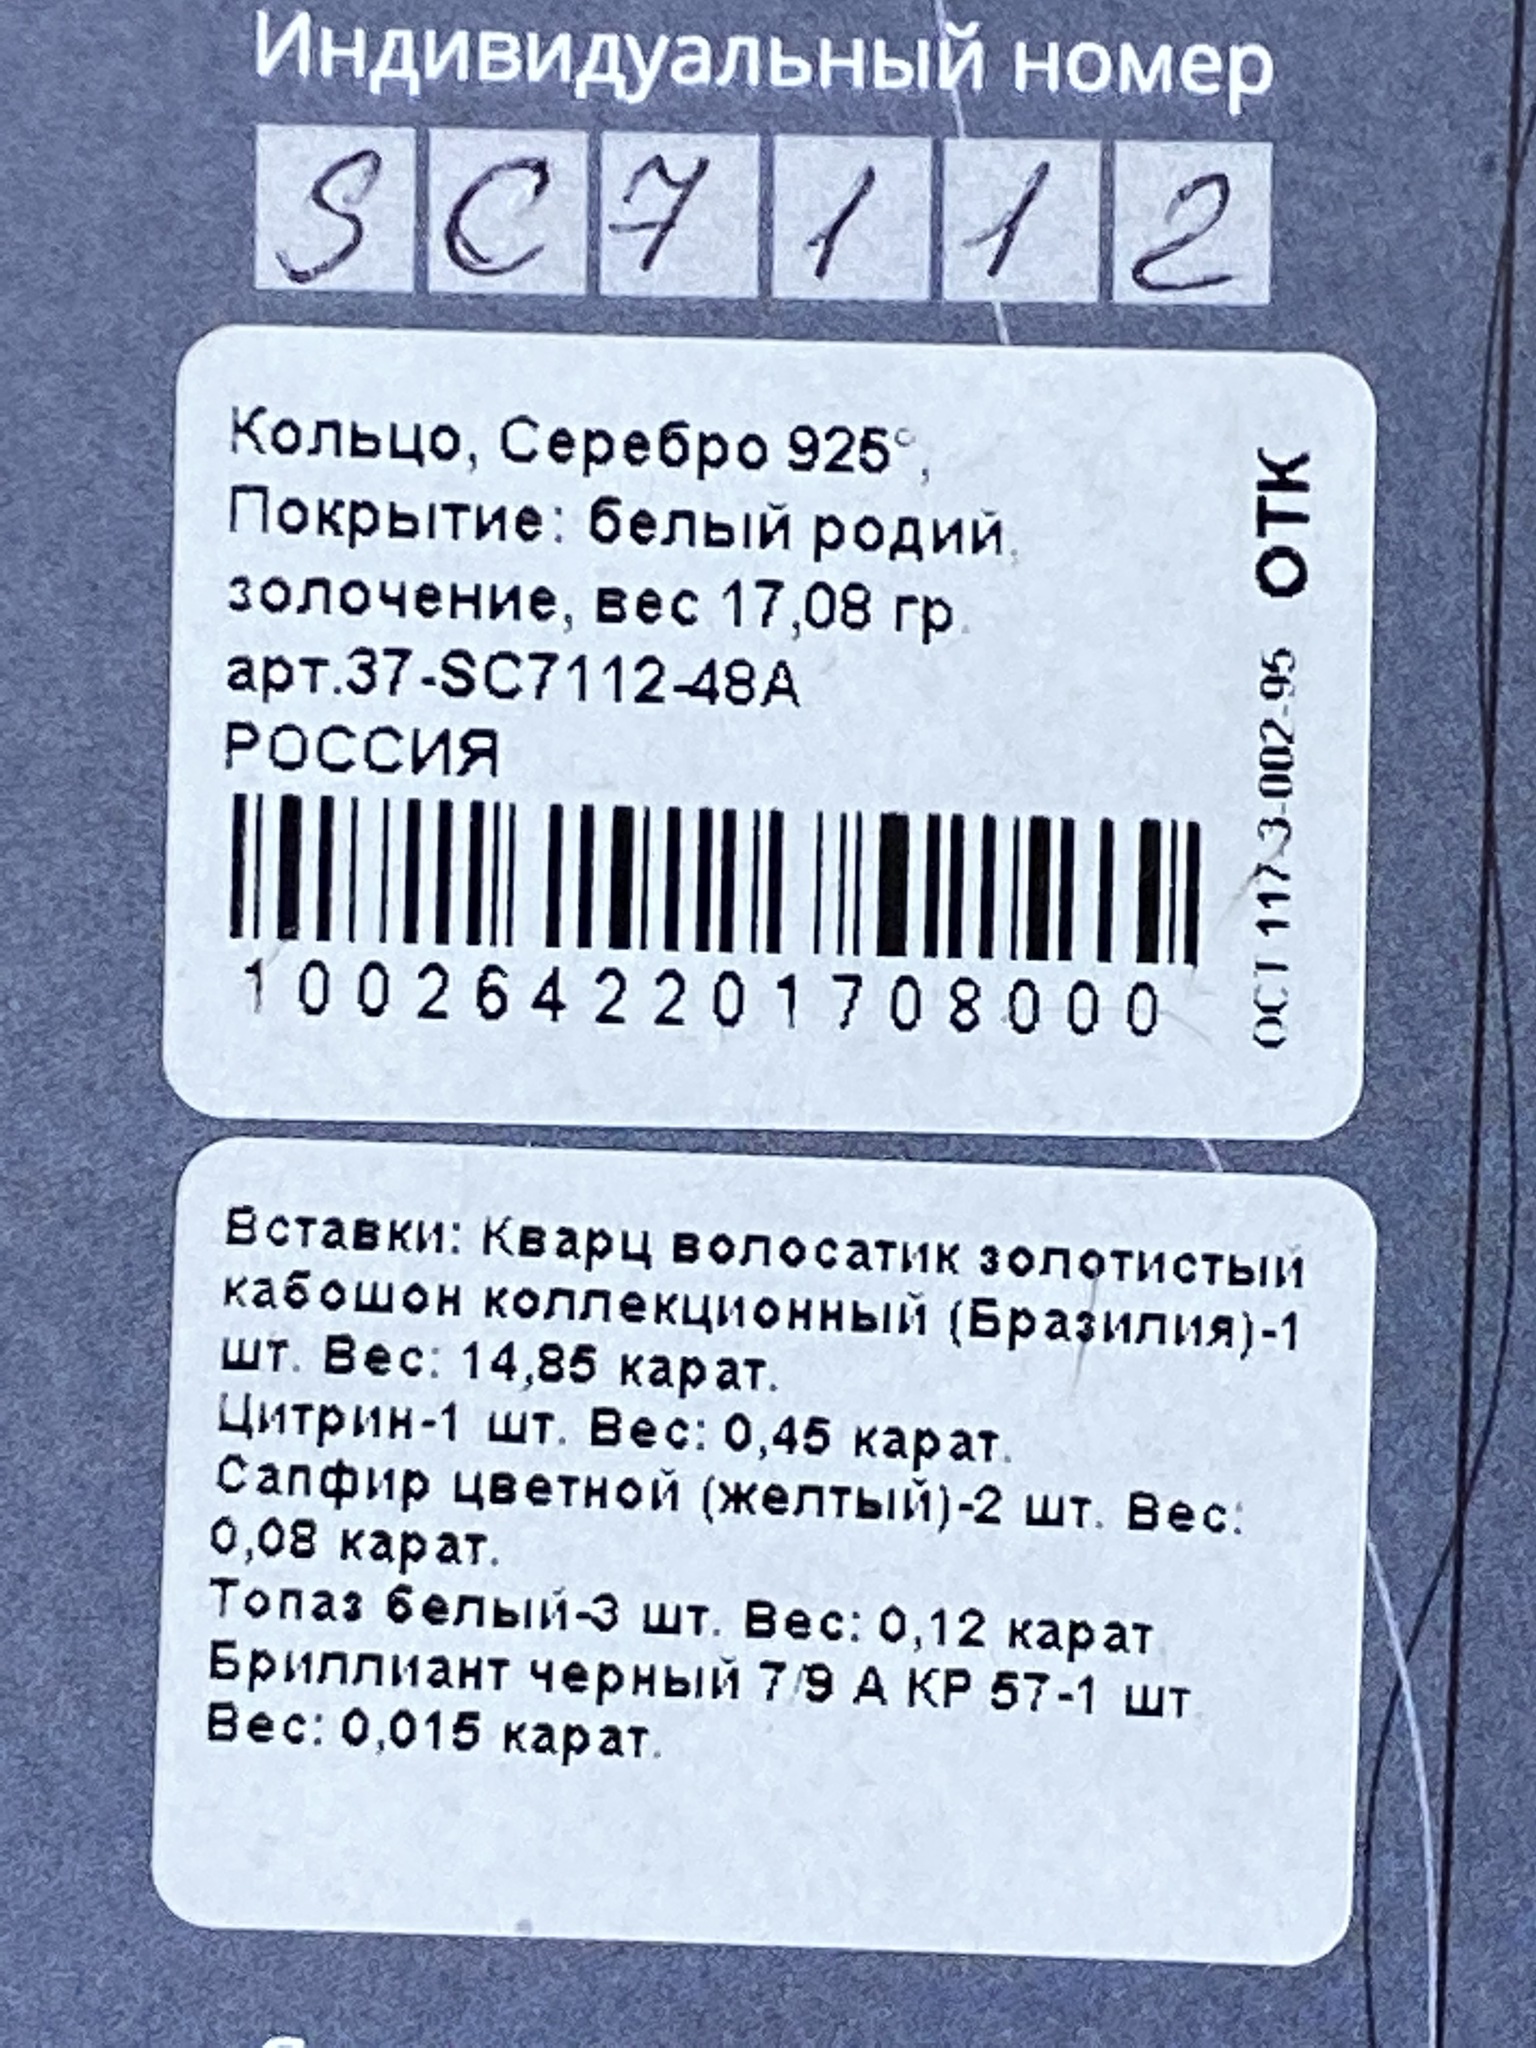 Индивидуальный номер
SC7112
Кольцо, Серебро 925°,
Покрытие: белый родий,
золочение, вес 17,08 гр.
арт.37-SC7112-48А
РОССИЯ
1002642201708000
ОТК
ОСТ 117-3-002-95
Вставки: Кварц волосатик золотистый
кабошон коллекционный (Бразилия)-1
шт. Вес: 14,85 карат.
Цитрин-1 шт. Вес: 0,45 карат.
Сапфир цветной (желтый)-2 шт. Вес:
0,08 карат.
Топаз белый-3 шт. Вес: 0,12 карат
Бриллиант черный 7/9 А КР 57-1 шт
Вес: 0,015 карат.